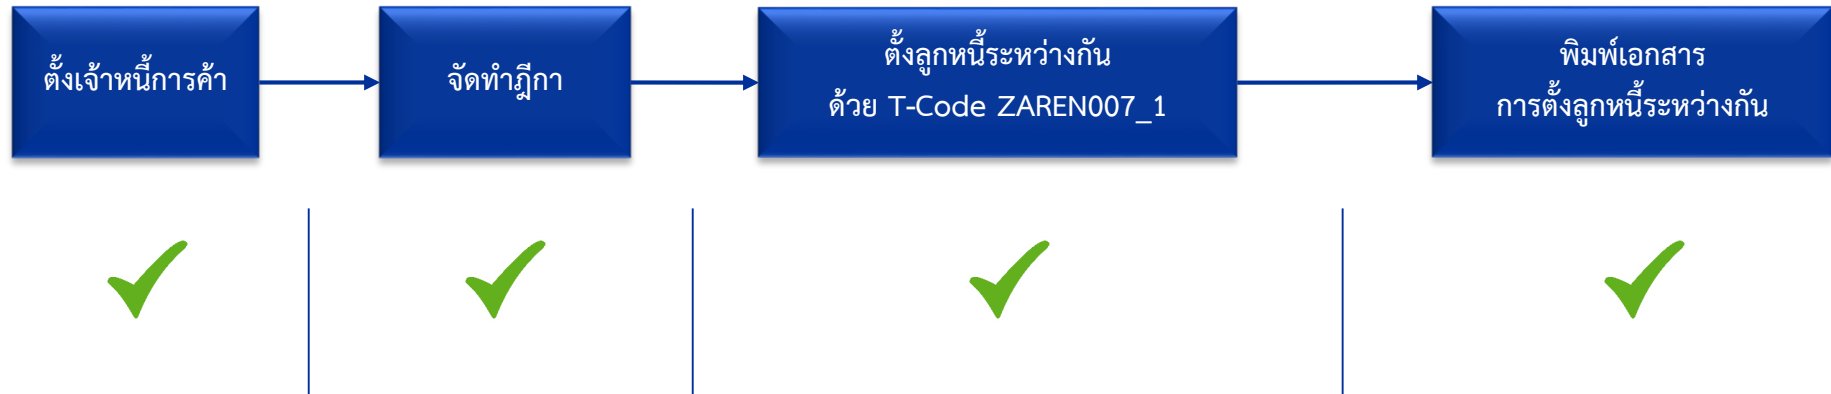 ตั้งเจ้าหนี้การค้า
จัดทำฎีกา
ตั้งลูกหนี้ระหว่างกัน
ด้วย T-Code ZAREN007_1
พิมพ์เอกสาร
การตั้งลูกหนี้ระหว่างกัน